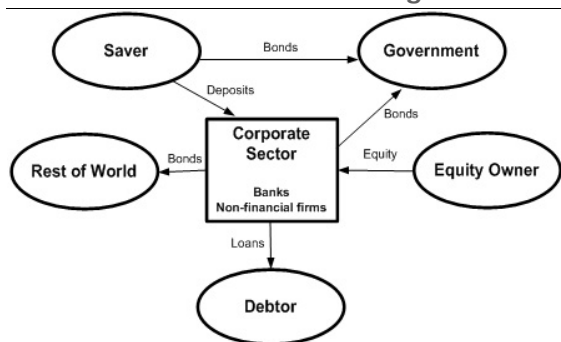 Saver
Bonds
Government
Deposits
Bonds
Corporate
Sector
Banks
Non-financial firms
Rest of World
Bonds
Equity
Equity Owner
Loans
Debtor